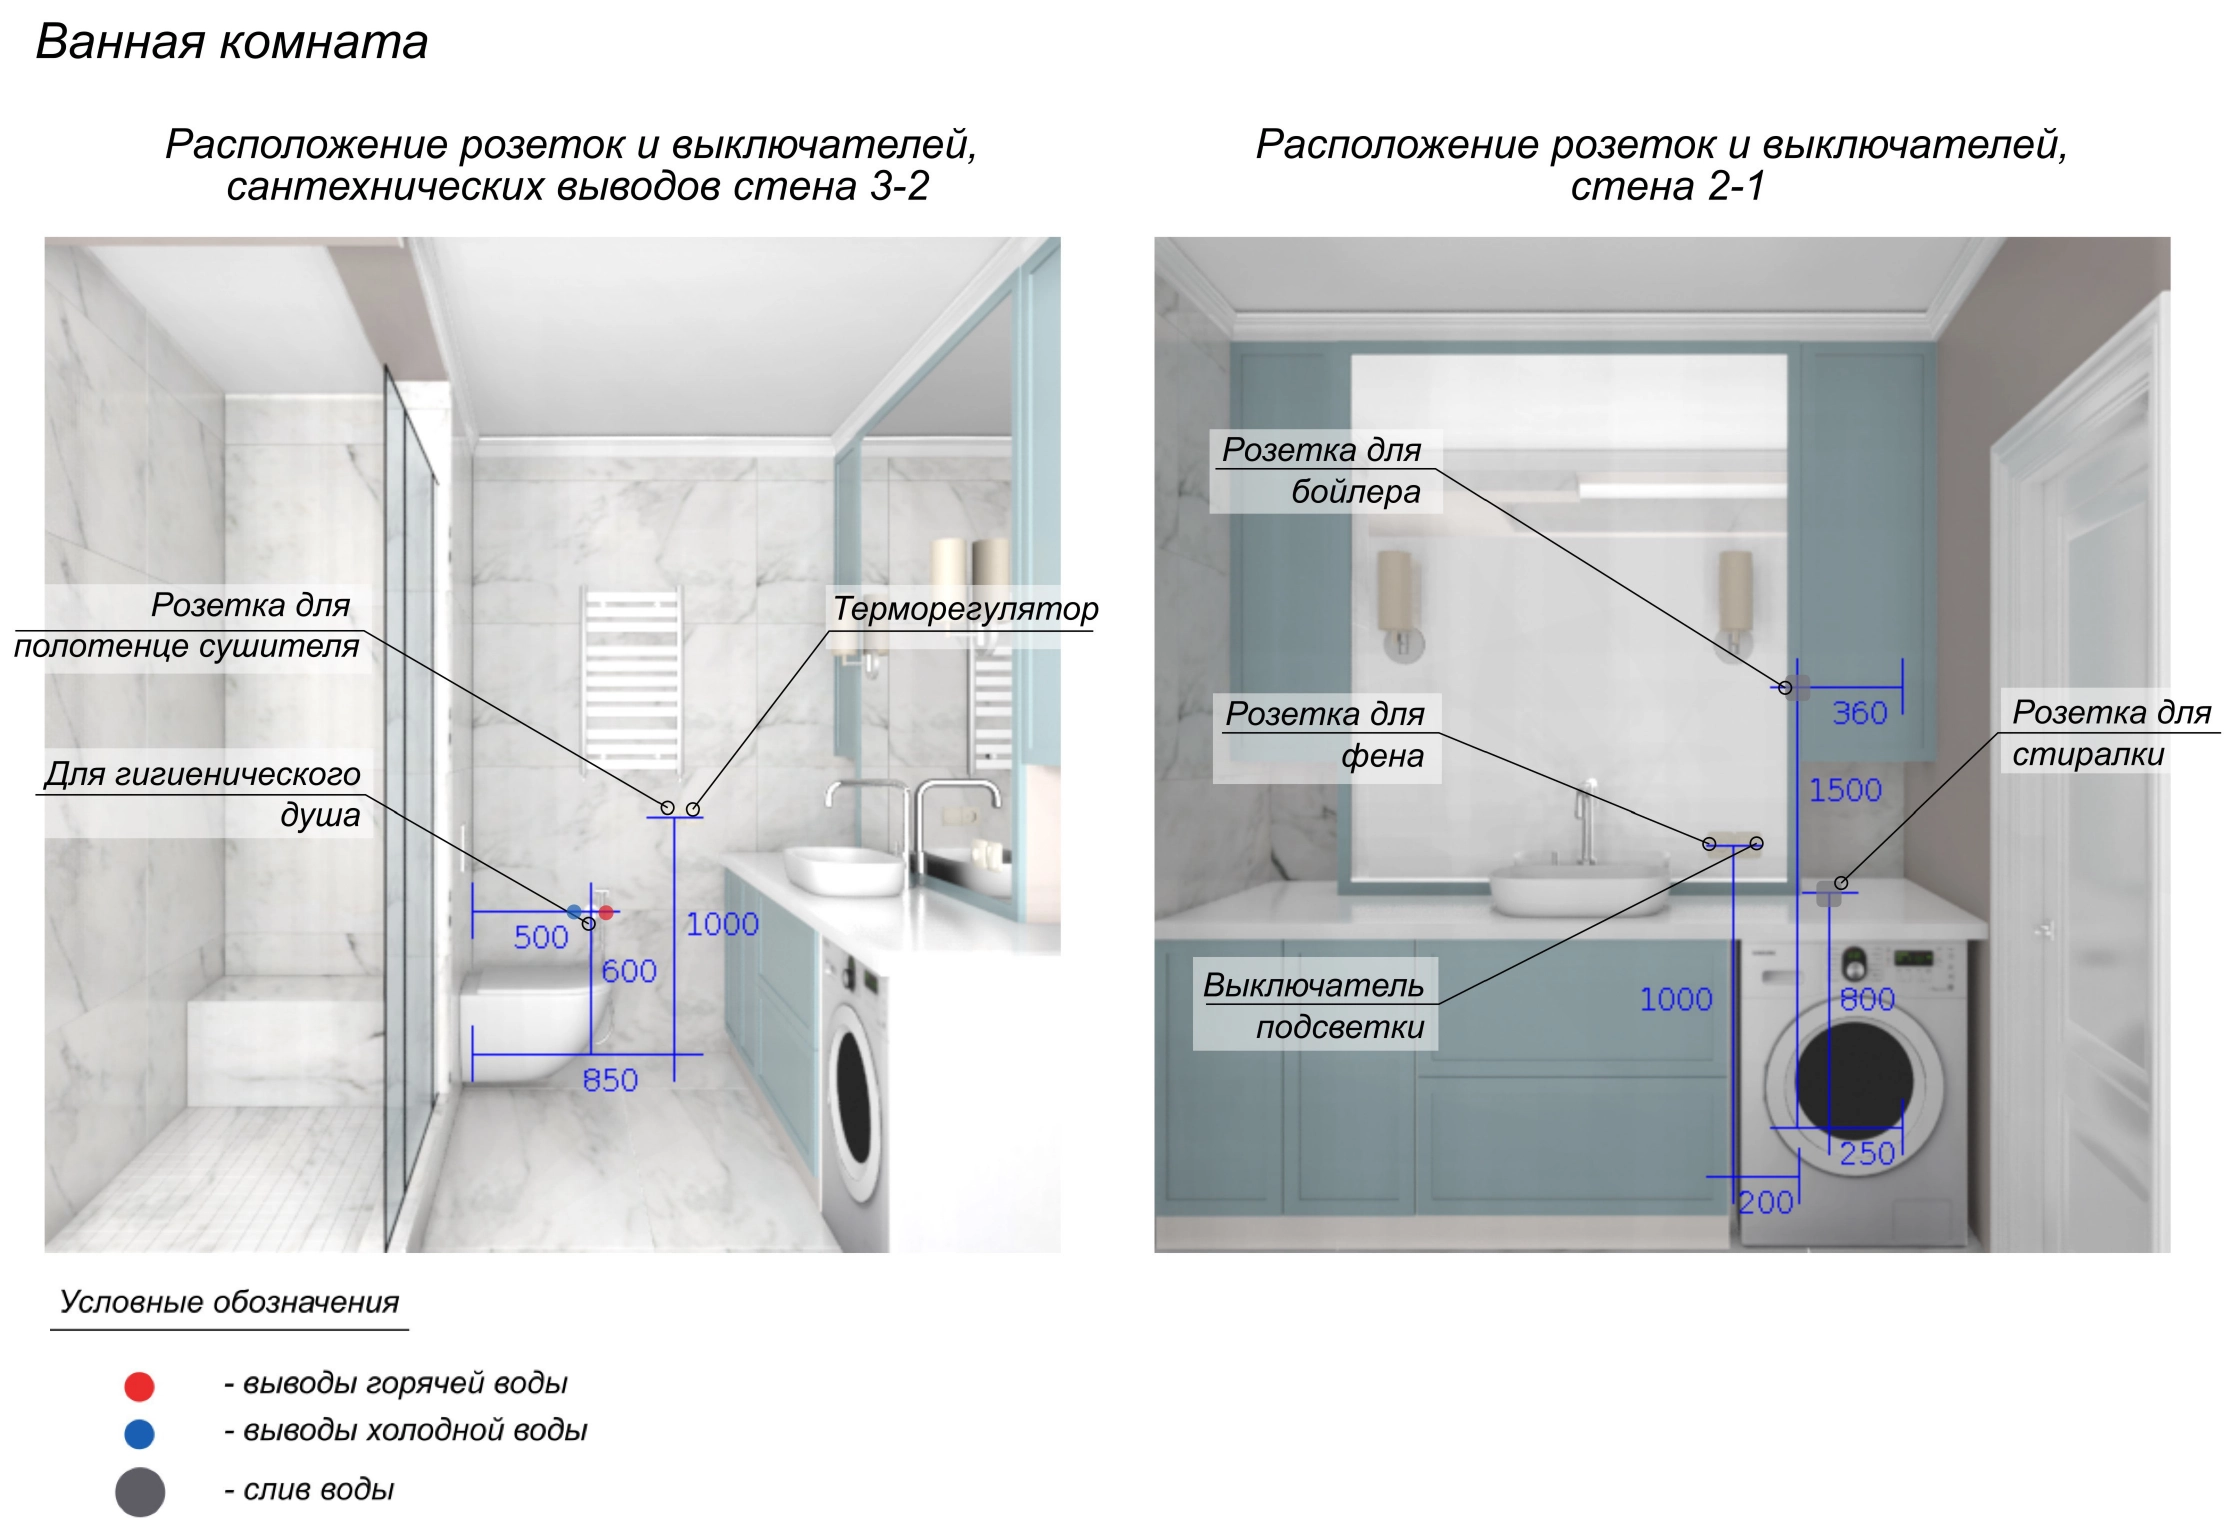 Ванная комната
Расположение розеток и выключателей,
сантехнических выводов стена 3-2
Розетка для
полотенце сушителя
Терморегулятор
Для гигиенического
душа
500
600
1000
850
Расположение розеток и выключателей,
стена 2-1
Розетка для
бойлера
Розетка для
фена
Розетка для
стиралки
Выключатель
подсветки
360
1500
1000
800
250
200
Условные обозначения
- выводы горячей воды
- выводы холодной воды
- слив воды